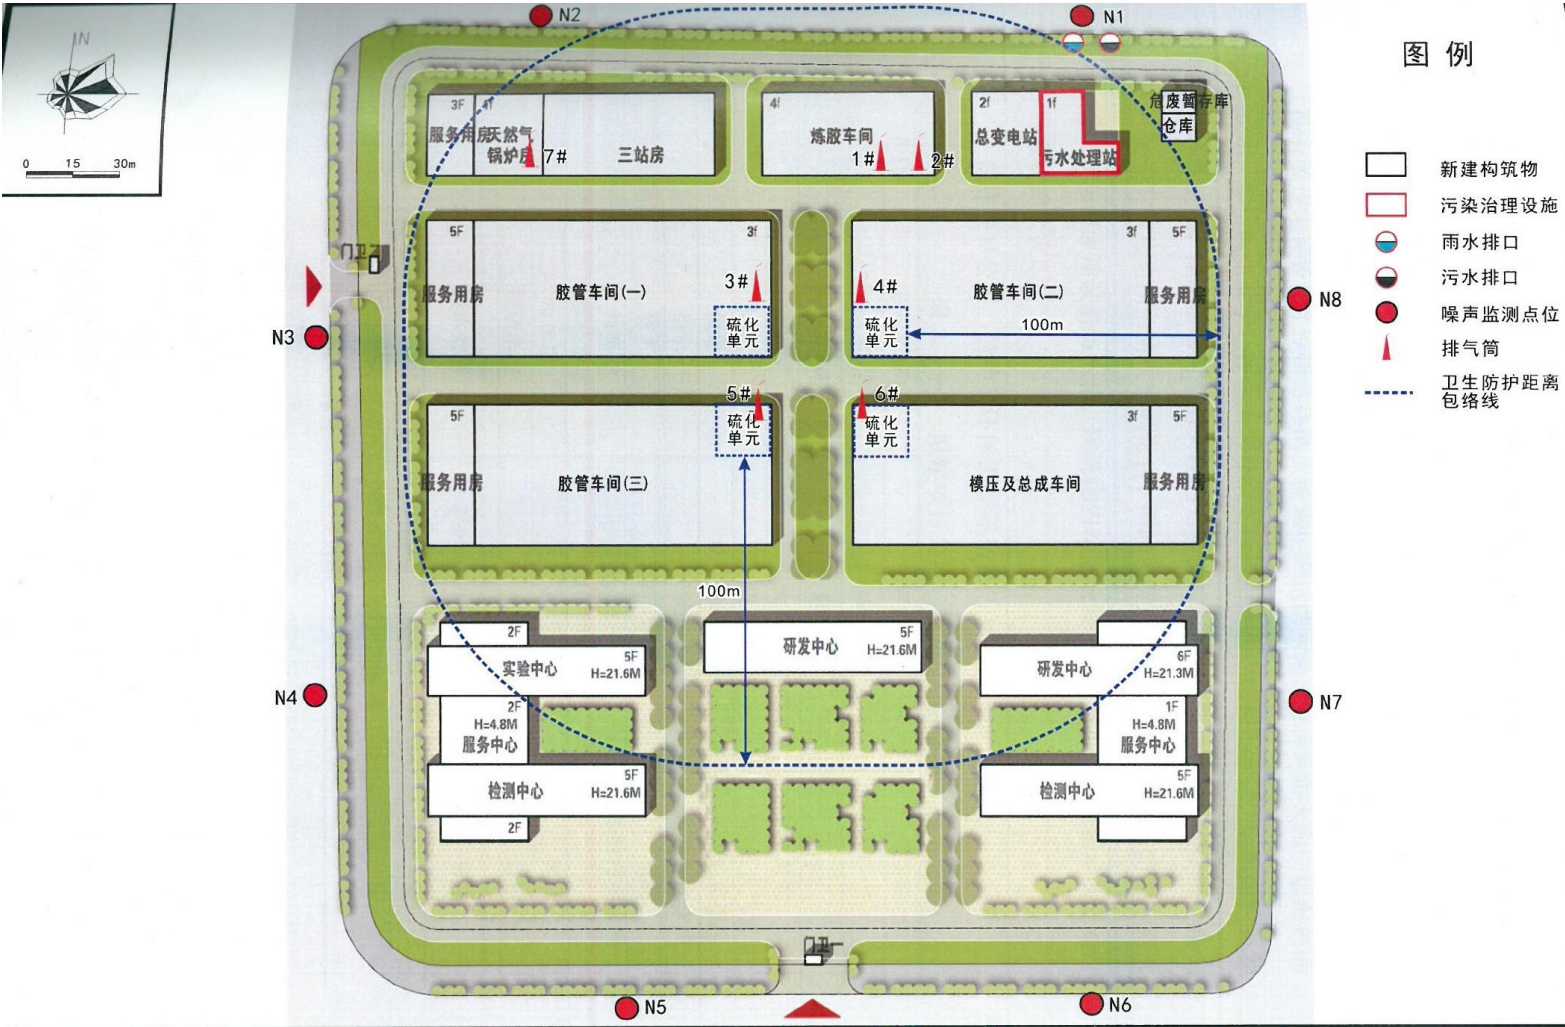 N2
N1
IN
0 15 30m
图 例
新建构筑物
污染治理设施
雨水排口
污水排口
噪声监测点位
排气筒
卫生防护距离
包络线
3F
服务用房
4f
天然气
锅炉房
7#
三站房
4f
炼胶车间
1#
2#
2f
总变电站
1f
污水处理站
危废暂存库
仓库
门卫二
5F
服务用房
3f
胶管车间(一)
3#
硫化
单元
4#
硫化
单元
胶管车间(二)
3f
5F
服务用房
100m
N3
N8
5F
服务用房
胶管车间(三)
5#
硫化
单元
6#
硫化
单元
模压及总成车间
3f
5F
服务用房
100m
2F
实验中心
5F
H=21.6M
2F
H=4.8M
服务中心
检测中心
5F
H=21.6M
2F
研发中心
5F
H=21.6M
研发中心
6F
H=21.3M
1F
H=4.8M
服务中心
检测中心
5F
H=21.6M
N4
N7
门卫一
N5
N6